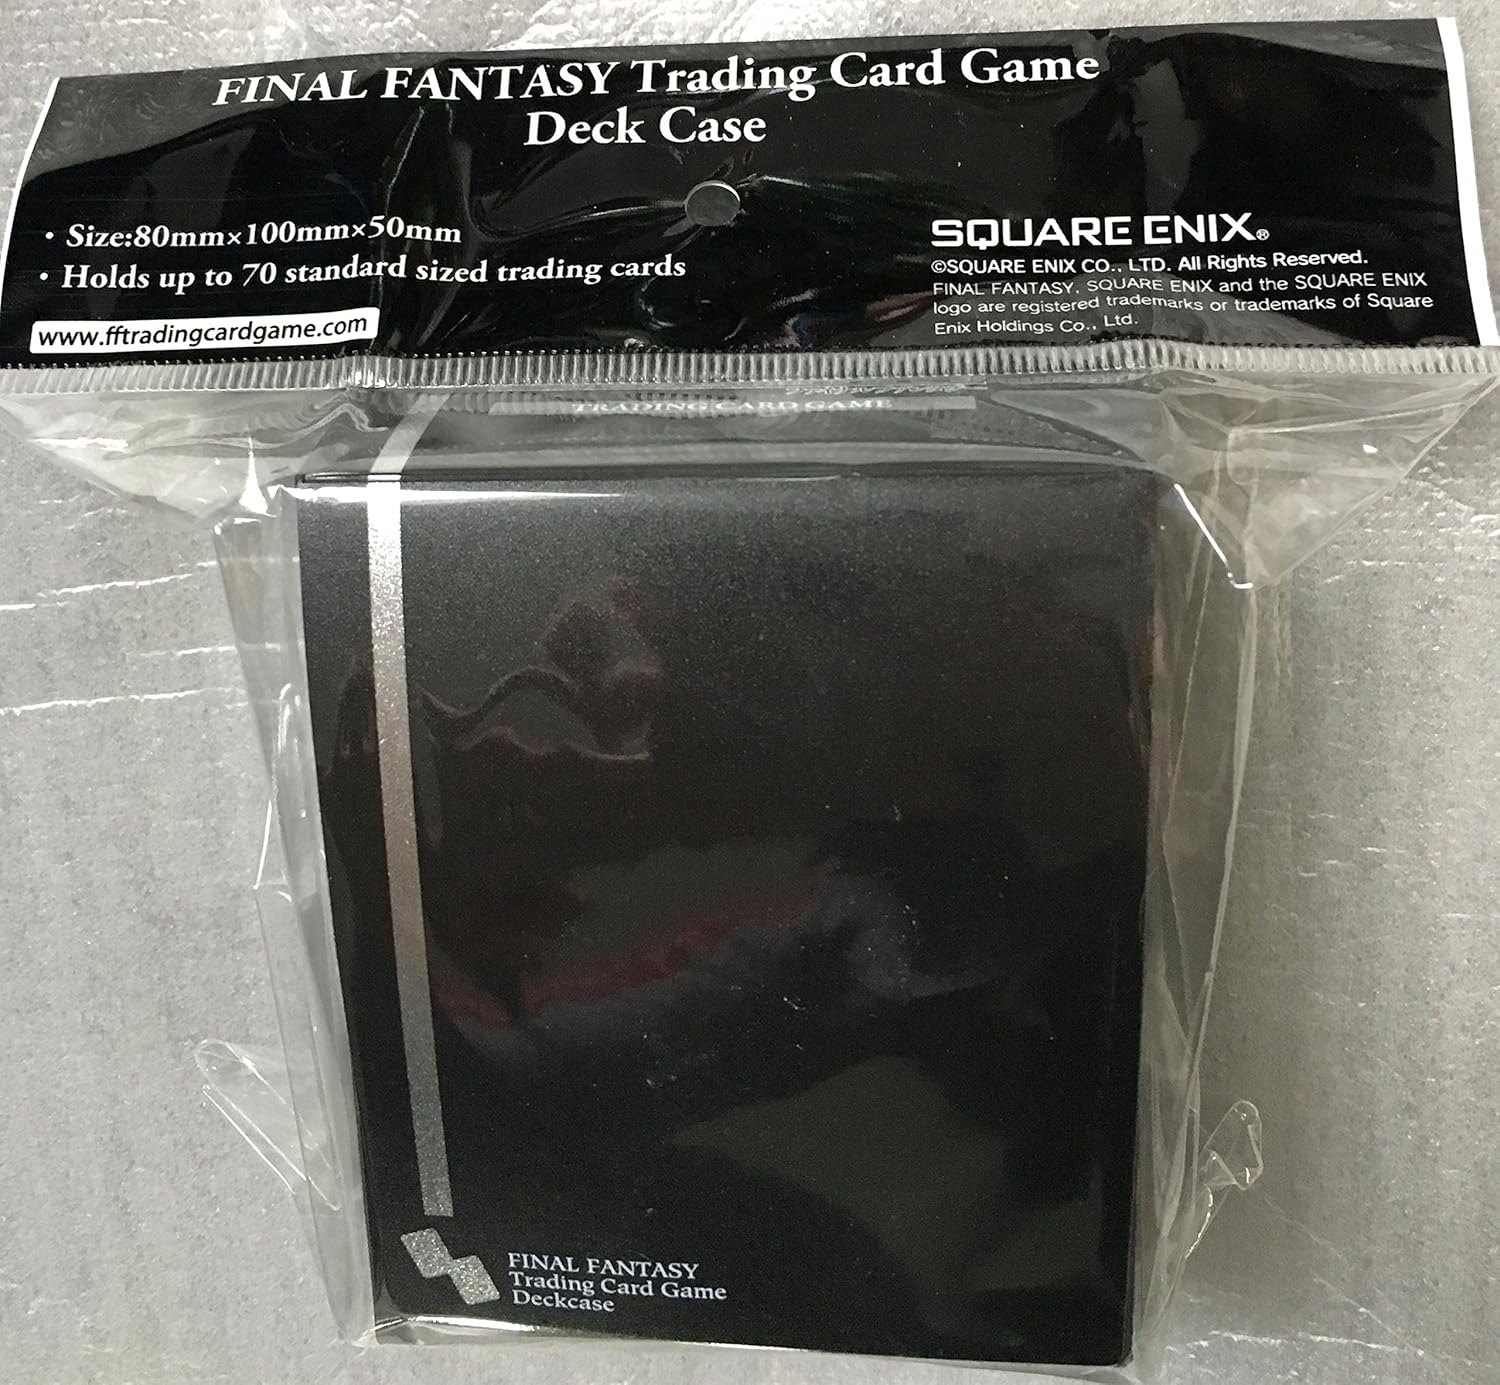 FINAL FANTASY Trading Card Game
Deck Case
• Size:80mm×100mm×50mm
• Holds up to 70 standard sized trading cards
www.fftradingcardgame.com
SQUARE ENIX®
©SQUARE ENIX CO., LTD. All Rights Reserved.
FINAL FANTASY, SQUARE ENIX and the SQUARE ENIX
logo are registered trademarks or trademarks of Square
Enix Holdings Co., Ltd.
TRADING CARD GAME
FINAL FANTASY
Trading Card Game
Deckcase